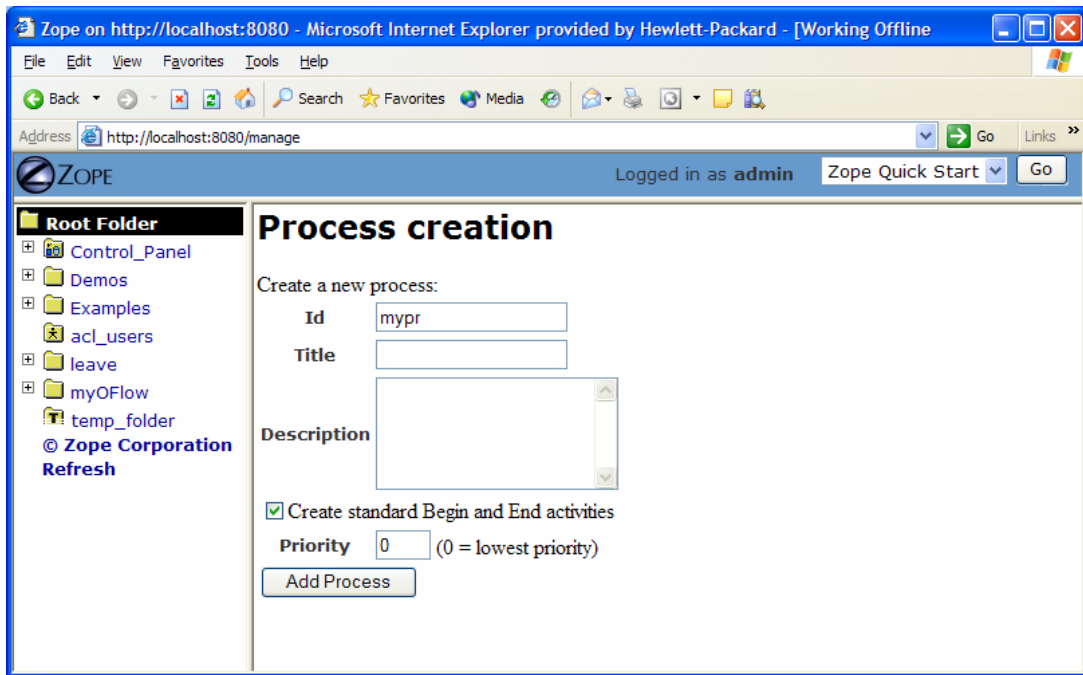 Zope on http://localhost:8080 - Microsoft Internet Explorer provided by Hewlett-Packard - [Working Offline
File Edit View Favorites Tools Help
Back Search Favorites Media
Address http://localhost:8080/manage Go Links »
ZOPE Logged in as admin Zope Quick Start Go
Root Folder
Control_Panel
Demos
Examples
acl_users
leave
myOFlow
temp_folder
© Zope Corporation
Refresh
Process creation
Create a new process:
Id mypr
Title
Description
Create standard Begin and End activities
Priority 0 (0 = lowest priority)
Add Process